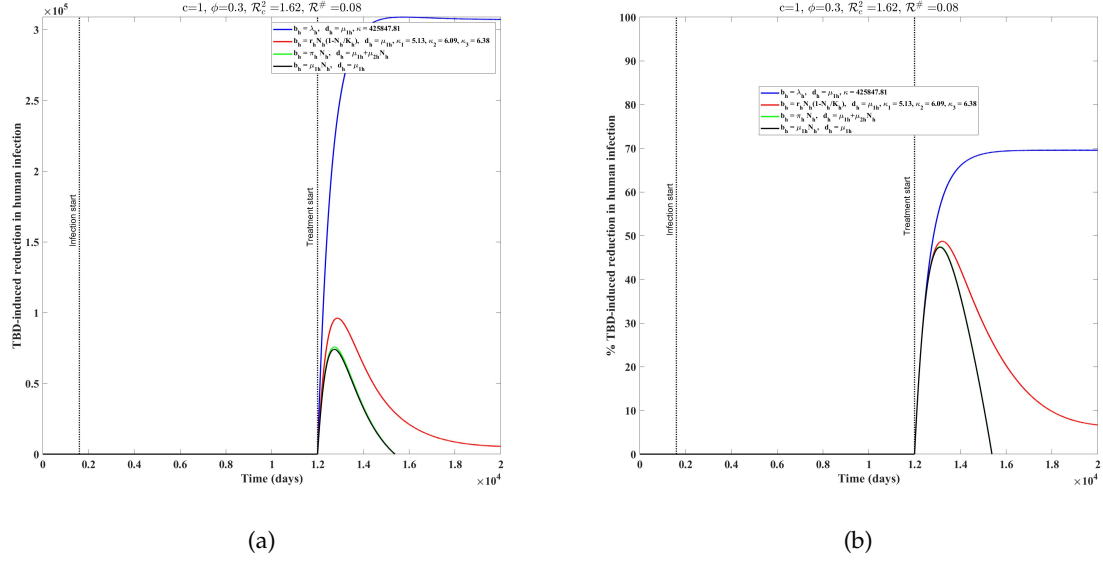 c=1, ϕ=0.3, ℛ_c^2=1.62, ℛ^#=0.08
×10^5
b_h = λ_h, d_h = μ_1h, κ = 425847.81
b_h = r_h N_h(1-N_h/K_h), d_h = μ_1h, κ_1 = 5.13, κ_2 = 6.09, κ_3 = 6.38
b_h = π_h N_h, d_h = μ_1h+μ_2h N_h
b_h = μ_1h N_h, d_h = μ_1h
3
2.5
2
1.5
1
0.5
0
TBD-induced reduction in human infection
Infection start
Treatment start
0 0.2 0.4 0.6 0.8 1 1.2 1.4 1.6 1.8 2
Time (days)
×10^4
(a)
c=1, ϕ=0.3, ℛ_c^2=1.62, ℛ^#=0.08
b_h = λ_h, d_h = μ_1h, κ = 425847.81
b_h = r_h N_h(1-N_h/K_h), d_h = μ_1h, κ_1 = 5.13, κ_2 = 6.09, κ_3 = 6.38
b_h = π_h N_h, d_h = μ_1h+μ_2h N_h
b_h = μ_1h N_h, d_h = μ_1h
100
90
80
70
60
50
40
30
20
10
0
% TBD-induced reduction in human infection
Infection start
Treatment start
0 0.2 0.4 0.6 0.8 1 1.2 1.4 1.6 1.8 2
Time (days)
×10^4
(b)